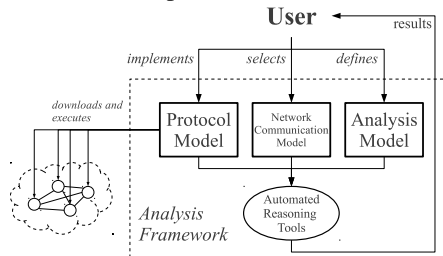 User
results
implements
selects
defines
downloads and
executes
Protocol
Model
Network
Communication
Model
Analysis
Model
Automated
Reasoning
Tools
Analysis
Framework